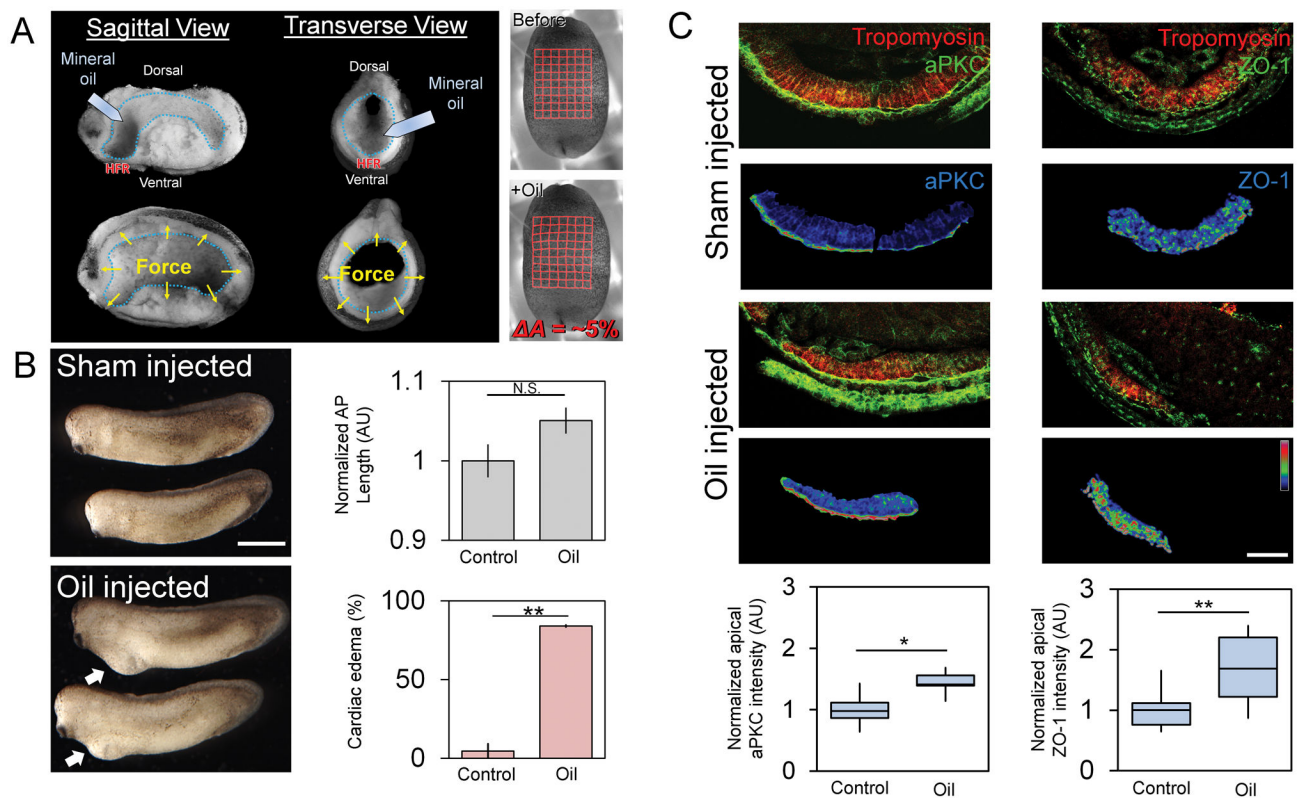 A
Sagittal View
Transverse View
Mineral
oil
Dorsal
HFR
Ventral
Force
Dorsal
Mineral
oil
HFR
Ventral
Force
Before
+Oil
ΔA = ~5%
B
Sham injected
Oil injected
Normalized AP
Length (AU)
1.1
1
0.9
N.S.
Control
Oil
Cardiac edema (%)
100
50
0
**
Control
Oil
C
Sham injected
Tropomyosin
aPKC
Tropomyosin
ZO-1
aPKC
ZO-1
Oil injected
Normalized apical
aPKC intensity (AU)
3
2
1
0
*
Control
Oil
Normalized apical
ZO-1 intensity (AU)
3
2
1
0
**
Control
Oil